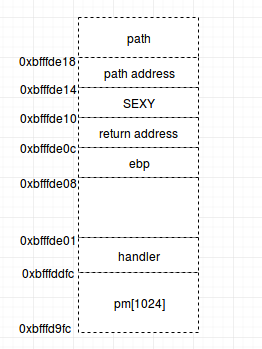 path
0xbfffde18
path address
0xbfffde14
SEXY
0xbfffde10
return address
0xbfffde0c
ebp
0xbfffde08
0xbfffde01
handler
0xbfffddfc
pm[1024]
0xbfffd9fc